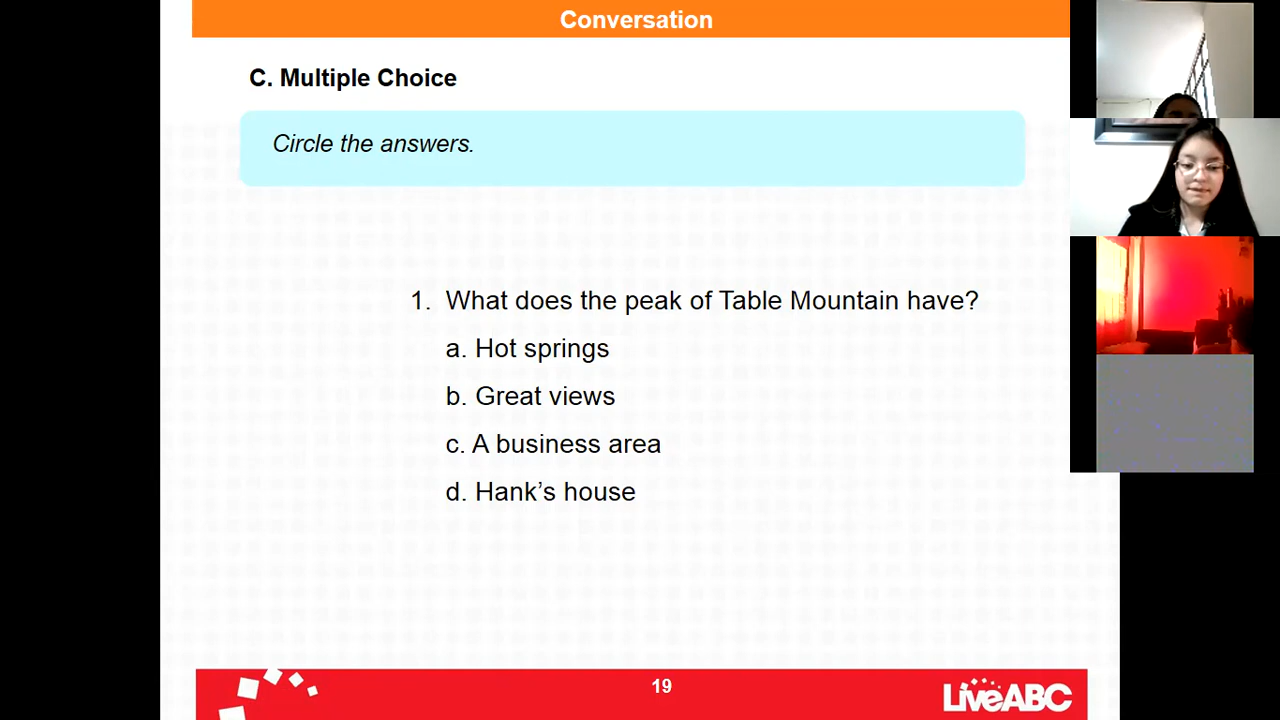 Conversation
C. Multiple Choice
Circle the answers.
1. What does the peak of Table Mountain have?
a. Hot springs
b. Great views
c. A business area
d. Hank’s house
19
LiveABC